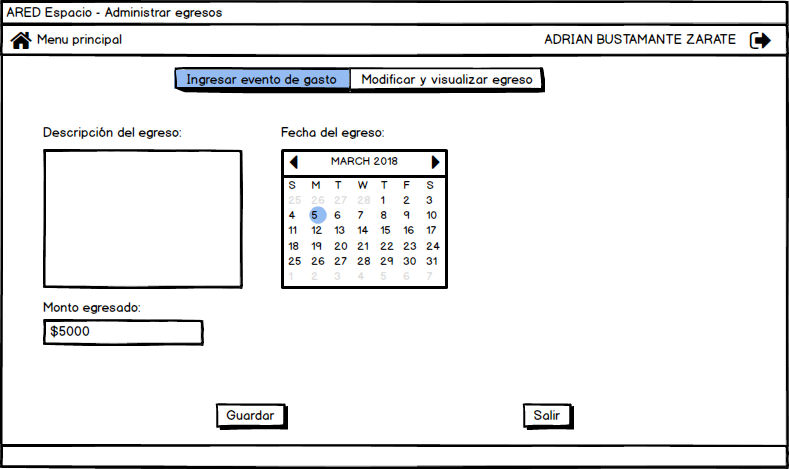 ARED Espacio - Administrar egresos
Menu principal ADRIAN BUSTAMANTE ZARATE
Ingresar evento de gasto Modificar y visualizar egreso
Descripción del egreso: Fecha del egreso:
MARCH 2018
S M T W T F S
25 26 27 28 1 2 3
4 5 6 7 8 9 10
11 12 13 14 15 16 17
18 19 20 21 22 23 24
25 26 27 28 29 30 31
1 2 3 4 5 6 7
Monto egresado:
$5000
Guardar Salir